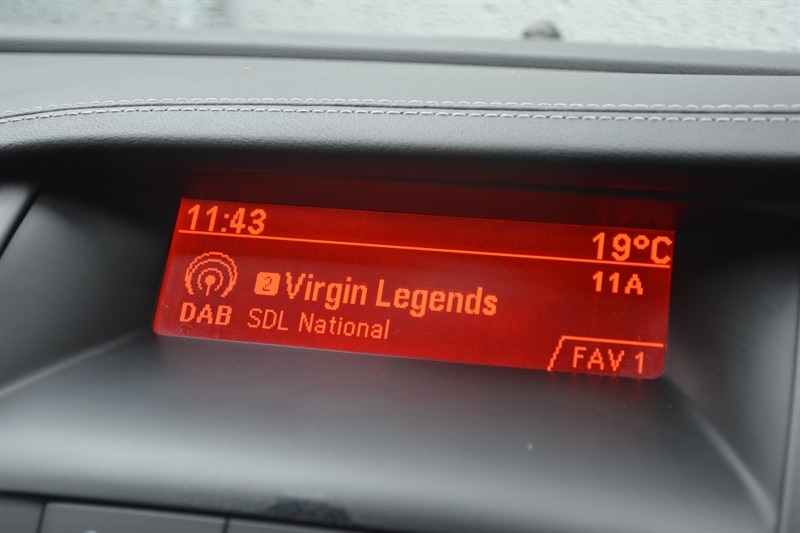 11:43
19°C
11A
2 Virgin Legends
DAB SDL National
FAV 1